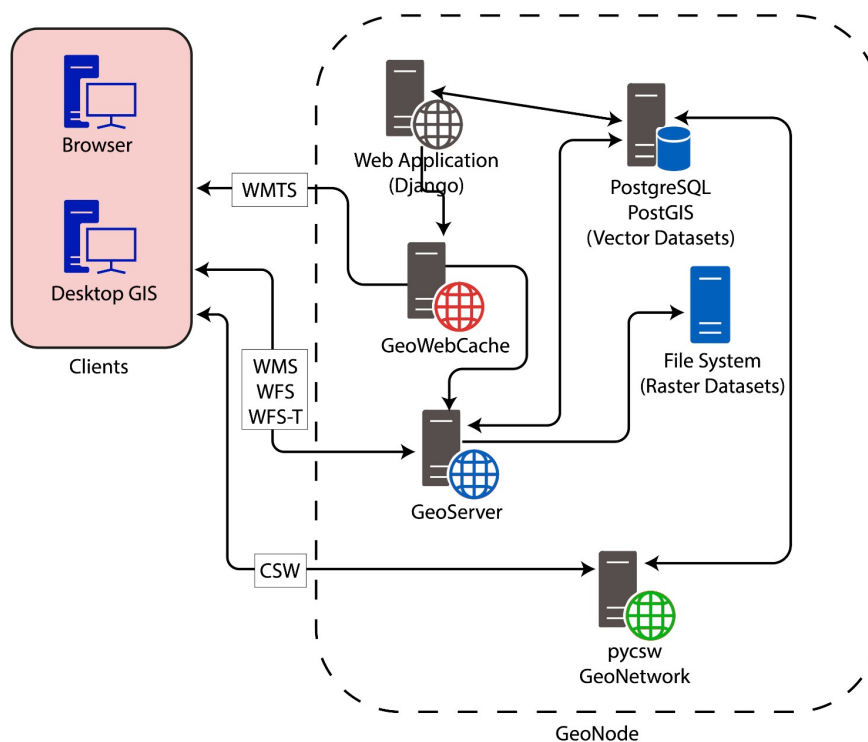 Browser
Desktop GIS
Clients
WMTS
WMS
WFS
WFS-T
CSW
Web Application
(Django)
PostgreSQL
PostGIS
(Vector Datasets)
GeoWebCache
File System
(Raster Datasets)
GeoServer
pycsw
GeoNetwork
GeoNode